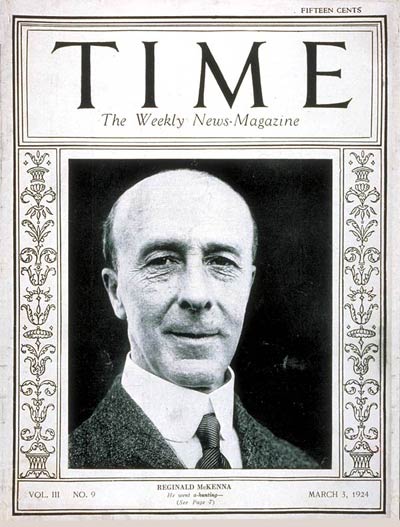 FIFTEEN CENTS
TIME
The Weekly News-Magazine
REGINALD McKENNA
VOL. III NO. 9 He went a-hunting— MARCH 3, 1924
(See Page 7)